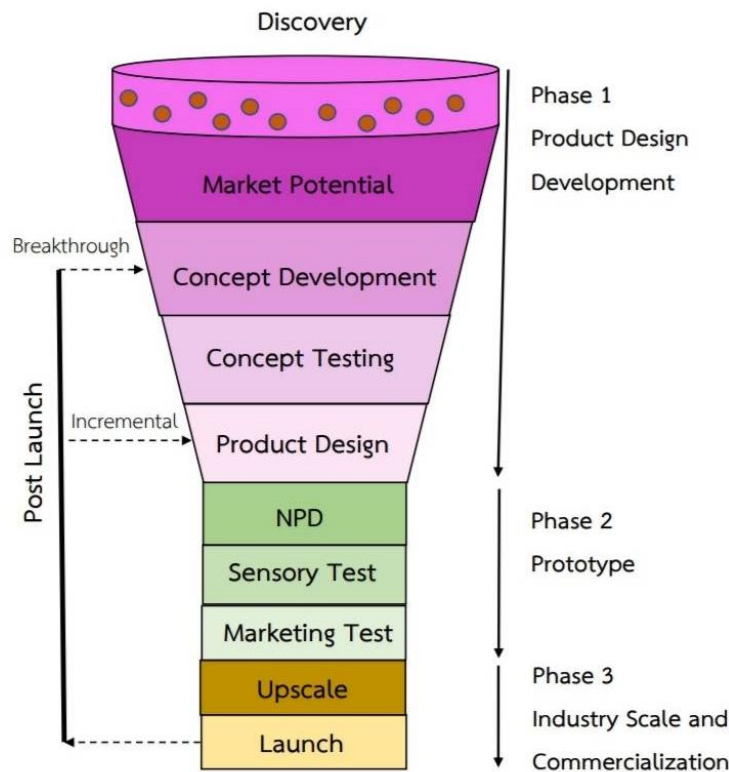 Discovery
Phase 1
Product Design
Development
Market Potential
Breakthrough
Concept Development
Concept Testing
Incremental
Product Design
Post Launch
NPD
Phase 2
Prototype
Sensory Test
Marketing Test
Upscale
Phase 3
Industry Scale and
Commercialization
Launch